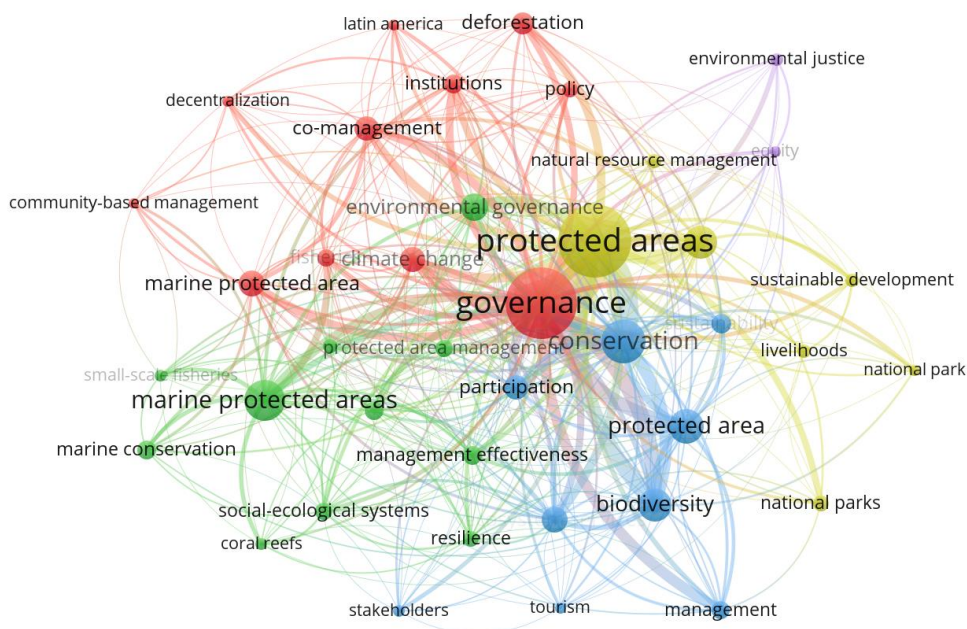 latin america
deforestation
environmental justice
institutions
policy
decentralization
co-management
equity
natural resource management
community-based management
environmental governance
protected areas
fisheries
climate change
marine protected area
sustainable development
governance
sustainability
conservation
protected area management
livelihoods
national park
small-scale fisheries
participation
marine protected areas
protected area
marine conservation
management effectiveness
social-ecological systems
biodiversity
national parks
coral reefs
resilience
stakeholders
tourism
management